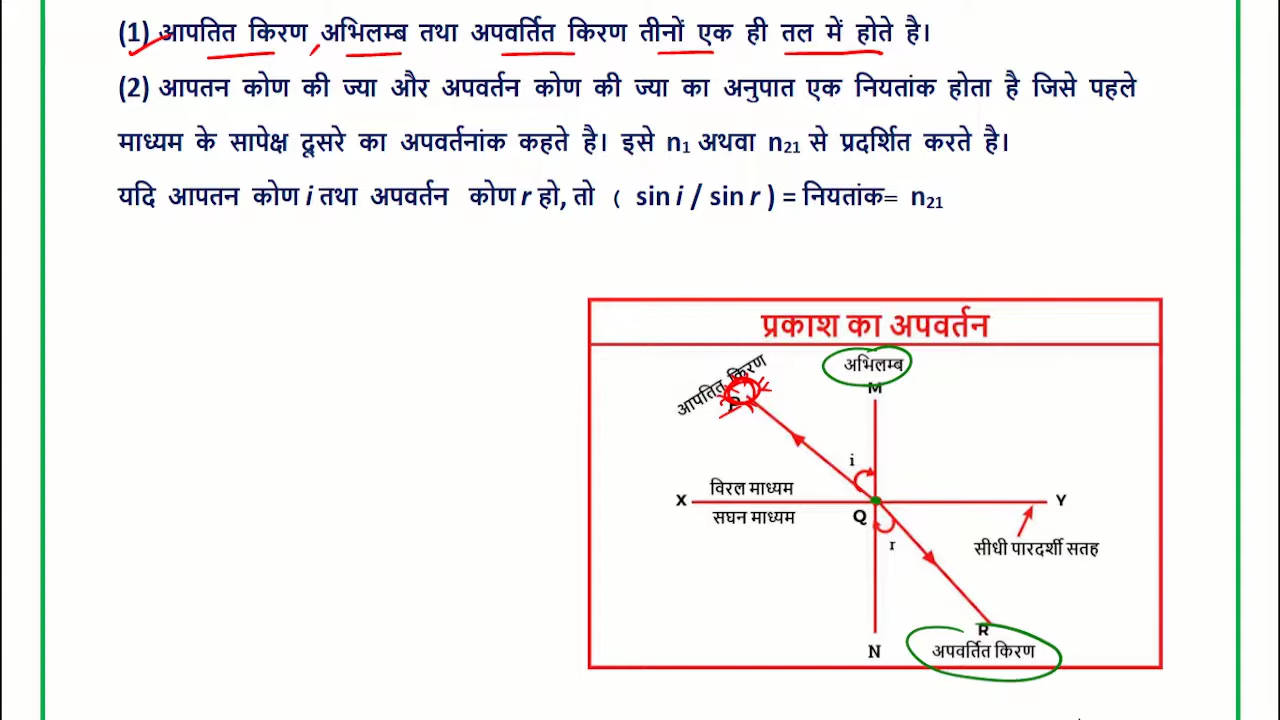 (1) आपतित किरण, अभिलम्ब तथा अपवर्तित किरण तीनों एक ही तल में होते है।
(2) आपतन कोण की ज्या और अपवर्तन कोण की ज्या का अनुपात एक नियतांक होता है जिसे पहले
माध्यम के सापेक्ष दूसरे का अपवर्तनांक कहते है। इसे n₁ अथवा n₂₁ से प्रदर्शित करते है।
यदि आपतन कोण i तथा अपवर्तन कोण r हो, तो ( sin i / sin r ) = नियतांक= n₂₁
प्रकाश का अपवर्तन
आपतित किरण
अभिलम्ब
M
P
i
विरल माध्यम
X
Y
सघन माध्यम
Q
r
सीधी पारदर्शी सतह
R
N
अपवर्तित किरण